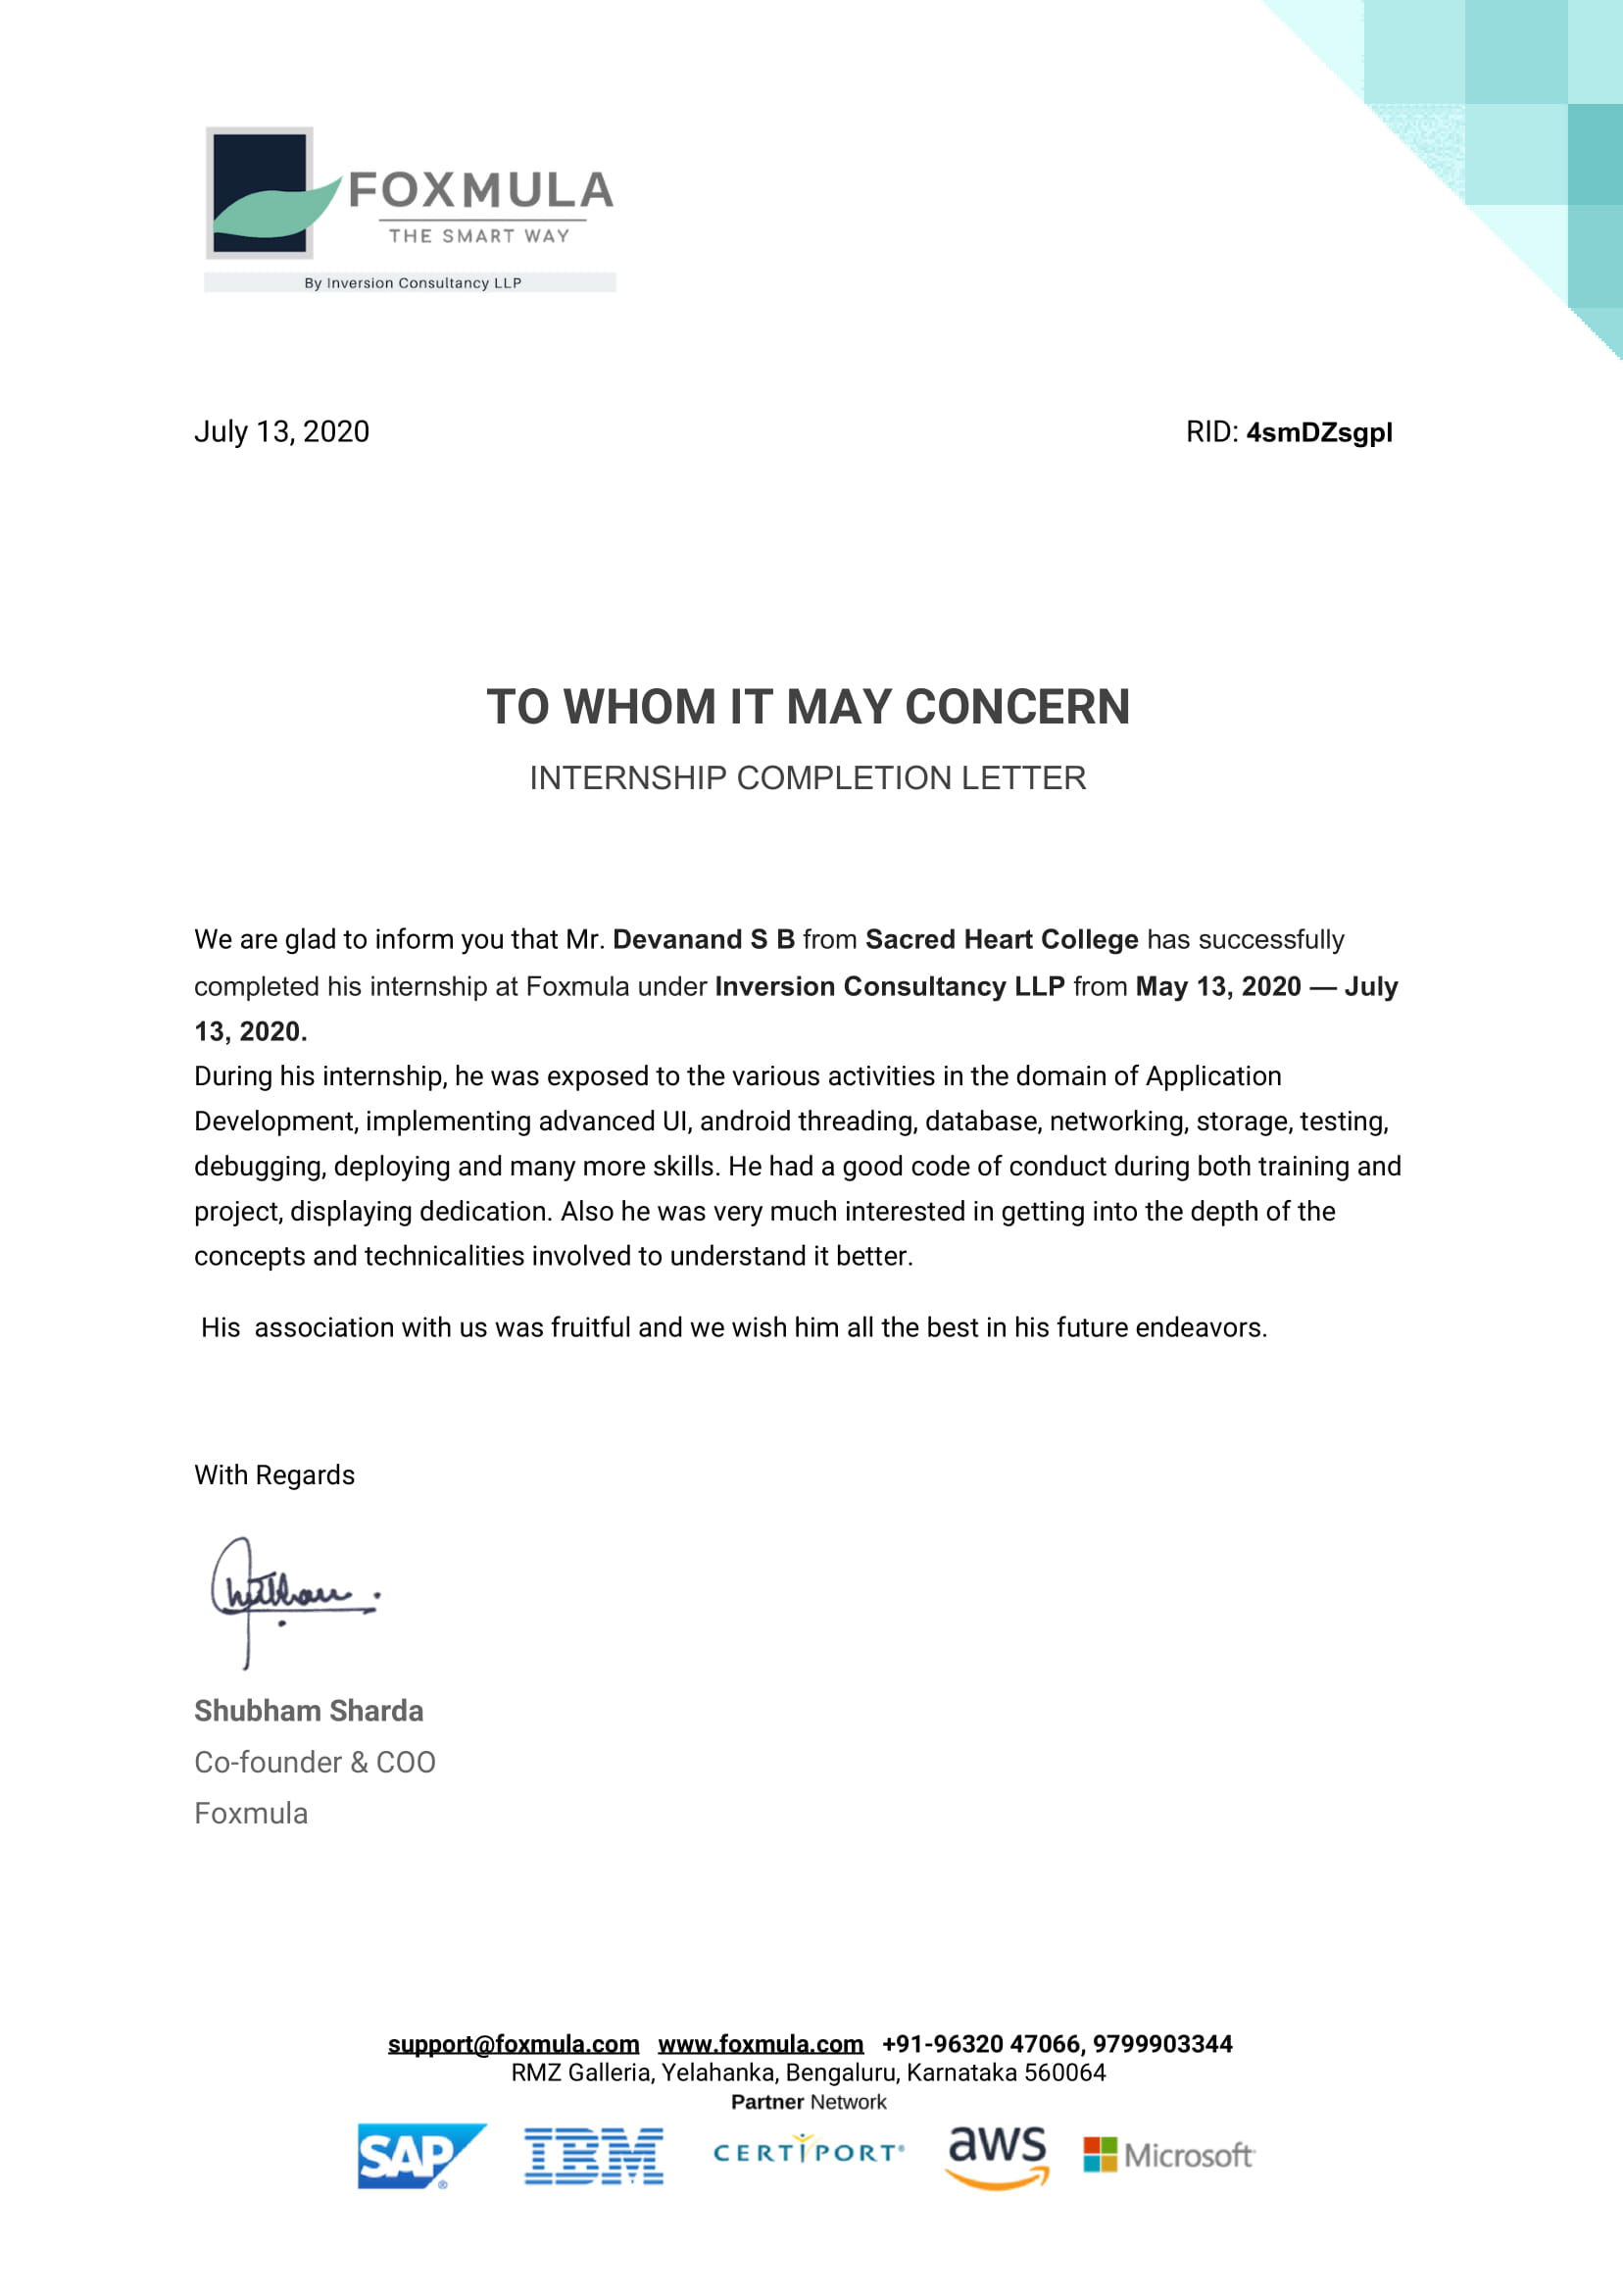 FOXMULA
THE SMART WAY
By Inversion Consultancy LLP
July 13, 2020 RID: 4smDZsgpl
TO WHOM IT MAY CONCERN
INTERNSHIP COMPLETION LETTER
We are glad to inform you that Mr. Devanand S B from Sacred Heart College has successfully
completed his internship at Foxmula under Inversion Consultancy LLP from May 13, 2020 — July
13, 2020.
During his internship, he was exposed to the various activities in the domain of Application
Development, implementing advanced UI, android threading, database, networking, storage, testing,
debugging, deploying and many more skills. He had a good code of conduct during both training and
project, displaying dedication. Also he was very much interested in getting into the depth of the
concepts and technicalities involved to understand it better.
His association with us was fruitful and we wish him all the best in his future endeavors.
With Regards
Shubham Sharda
Co-founder & COO
Foxmula
support@foxmula.com www.foxmula.com +91-96320 47066, 9799903344
RMZ Galleria, Yelahanka, Bengaluru, Karnataka 560064
Partner Network
SAP® IBM CERTIPORT® aws Microsoft